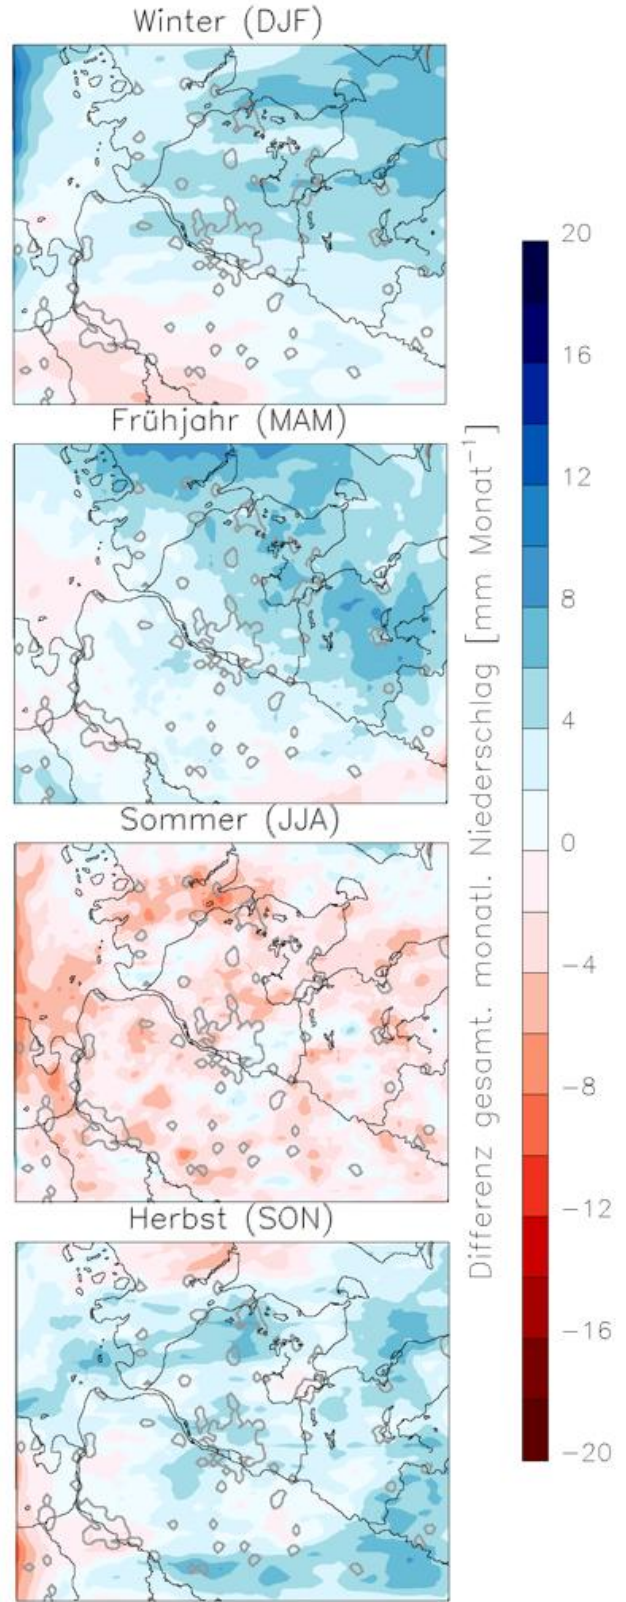 Winter (DJF)
Frühjahr (MAM)
Sommer (JJA)
Herbst (SON)
Differenz gesamt. monatl. Niederschlag [mm Monat⁻¹]
20
16
12
8
4
0
−4
−8
−12
−16
−20